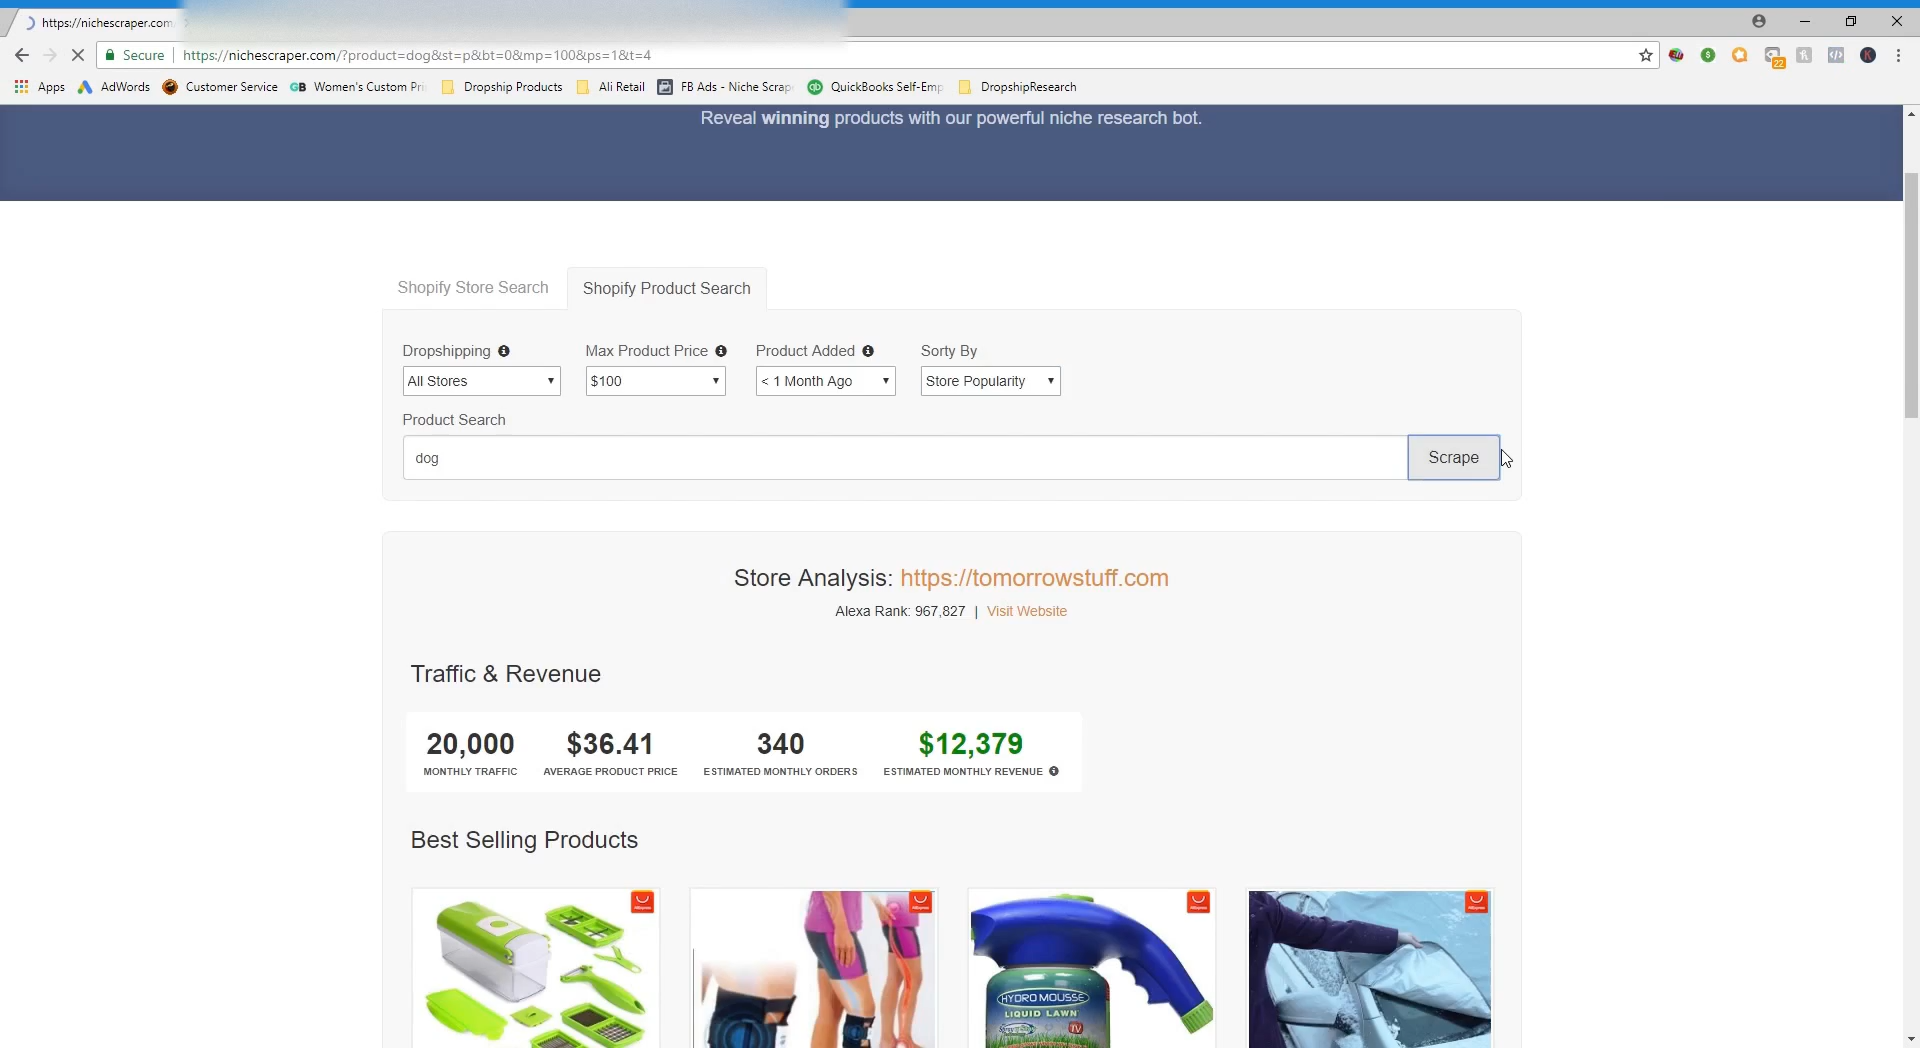 https://nichescraper.com
Secure https://nichescraper.com/?product=dog&st=p&bt=0&mp=100&ps=1&t=4
22
Apps AdWords Customer Service GB Women's Custom Pri Dropship Products Ali Retail FB Ads - Niche Scrap qb QuickBooks Self-Emp DropshipResearch
Reveal winning products with our powerful niche research bot.
Shopify Store Search Shopify Product Search
Dropshipping Max Product Price Product Added Sorty By
All Stores $100 < 1 Month Ago Store Popularity
Product Search
dog Scrape
Store Analysis: https://tomorrowstuff.com
Alexa Rank: 967,827 | Visit Website
Traffic & Revenue
20,000 $36.41 340 $12,379
MONTHLY TRAFFIC AVERAGE PRODUCT PRICE ESTIMATED MONTHLY ORDERS ESTIMATED MONTHLY REVENUE
Best Selling Products
HYDRO MOUSSE
LIQUID LAWN